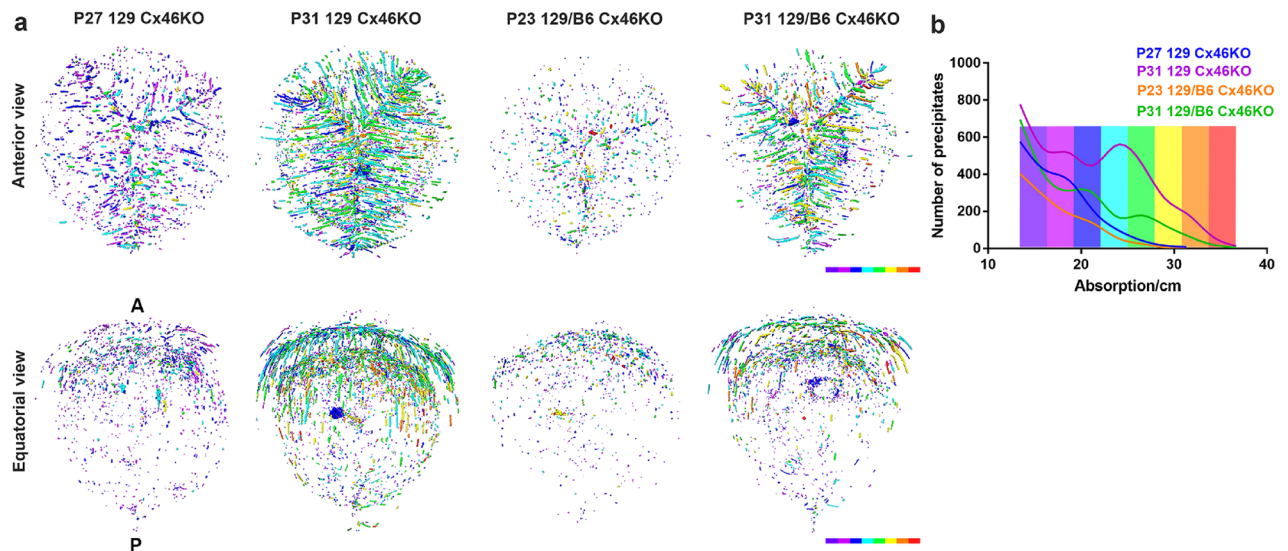 a
P27 129 Cx46KO
P31 129 Cx46KO
P23 129/B6 Cx46KO
P31 129/B6 Cx46KO
Anterior view
A
Equatorial view
P
b
P27 129 Cx46KO
P31 129 Cx46KO
P23 129/B6 Cx46KO
P31 129/B6 Cx46KO
Number of precipitates
1000
800
600
400
200
0
10
20
30
40
Absorption/cm